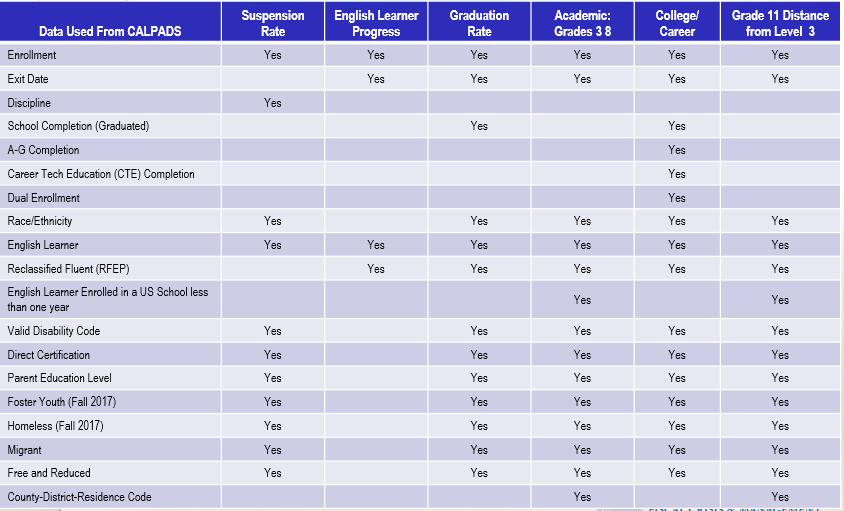 Data Used From CALPADS Suspension Rate English Learner Progress Graduation Rate Academic: Grades 3 8 College/ Career Grade 11 Distance from Level 3
Enrollment Yes Yes Yes Yes Yes Yes
Exit Date Yes Yes Yes Yes Yes
Discipline Yes
School Completion (Graduated) Yes Yes
A-G Completion Yes
Career Tech Education (CTE) Completion Yes
Dual Enrollment Yes
Race/Ethnicity Yes Yes Yes Yes Yes
English Learner Yes Yes Yes Yes Yes Yes
Reclassified Fluent (RFEP) Yes Yes Yes Yes Yes
English Learner Enrolled in a US School less
than one year Yes Yes
Valid Disability Code Yes Yes Yes Yes Yes
Direct Certification Yes Yes Yes Yes Yes
Parent Education Level Yes Yes Yes Yes Yes
Foster Youth (Fall 2017) Yes Yes Yes Yes Yes
Homeless (Fall 2017) Yes Yes Yes Yes Yes
Migrant Yes Yes Yes Yes Yes
Free and Reduced Yes Yes Yes Yes Yes
County-District-Residence Code Yes Yes